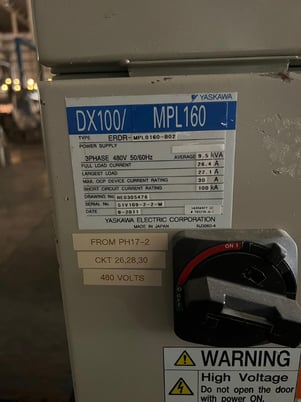 YASKAWA
DX100/ MPL160
TYPE ERDR-MPL0160-B02
POWER SUPPLY
3PHASE 480V 50/60Hz AVERAGE 9.5 kVA
FULL LOAD CURRENT 26.4 A
LARGEST LOAD 22.1 A
MAX. OCP DEVICE CURRENT RATING 30 A
SHORT CIRCUIT CURRENT RATING 100 kA
DRAWING No. HE0305476
SERIAL No.
DATE 8-2011
YASKAWA ELECTRIC CORPORATION
MADE IN JAPAN
FROM PH17-2
CKT 26,28,30
480 VOLTS
ON
WARNING
High Voltage
Do not open the door
with power ON.